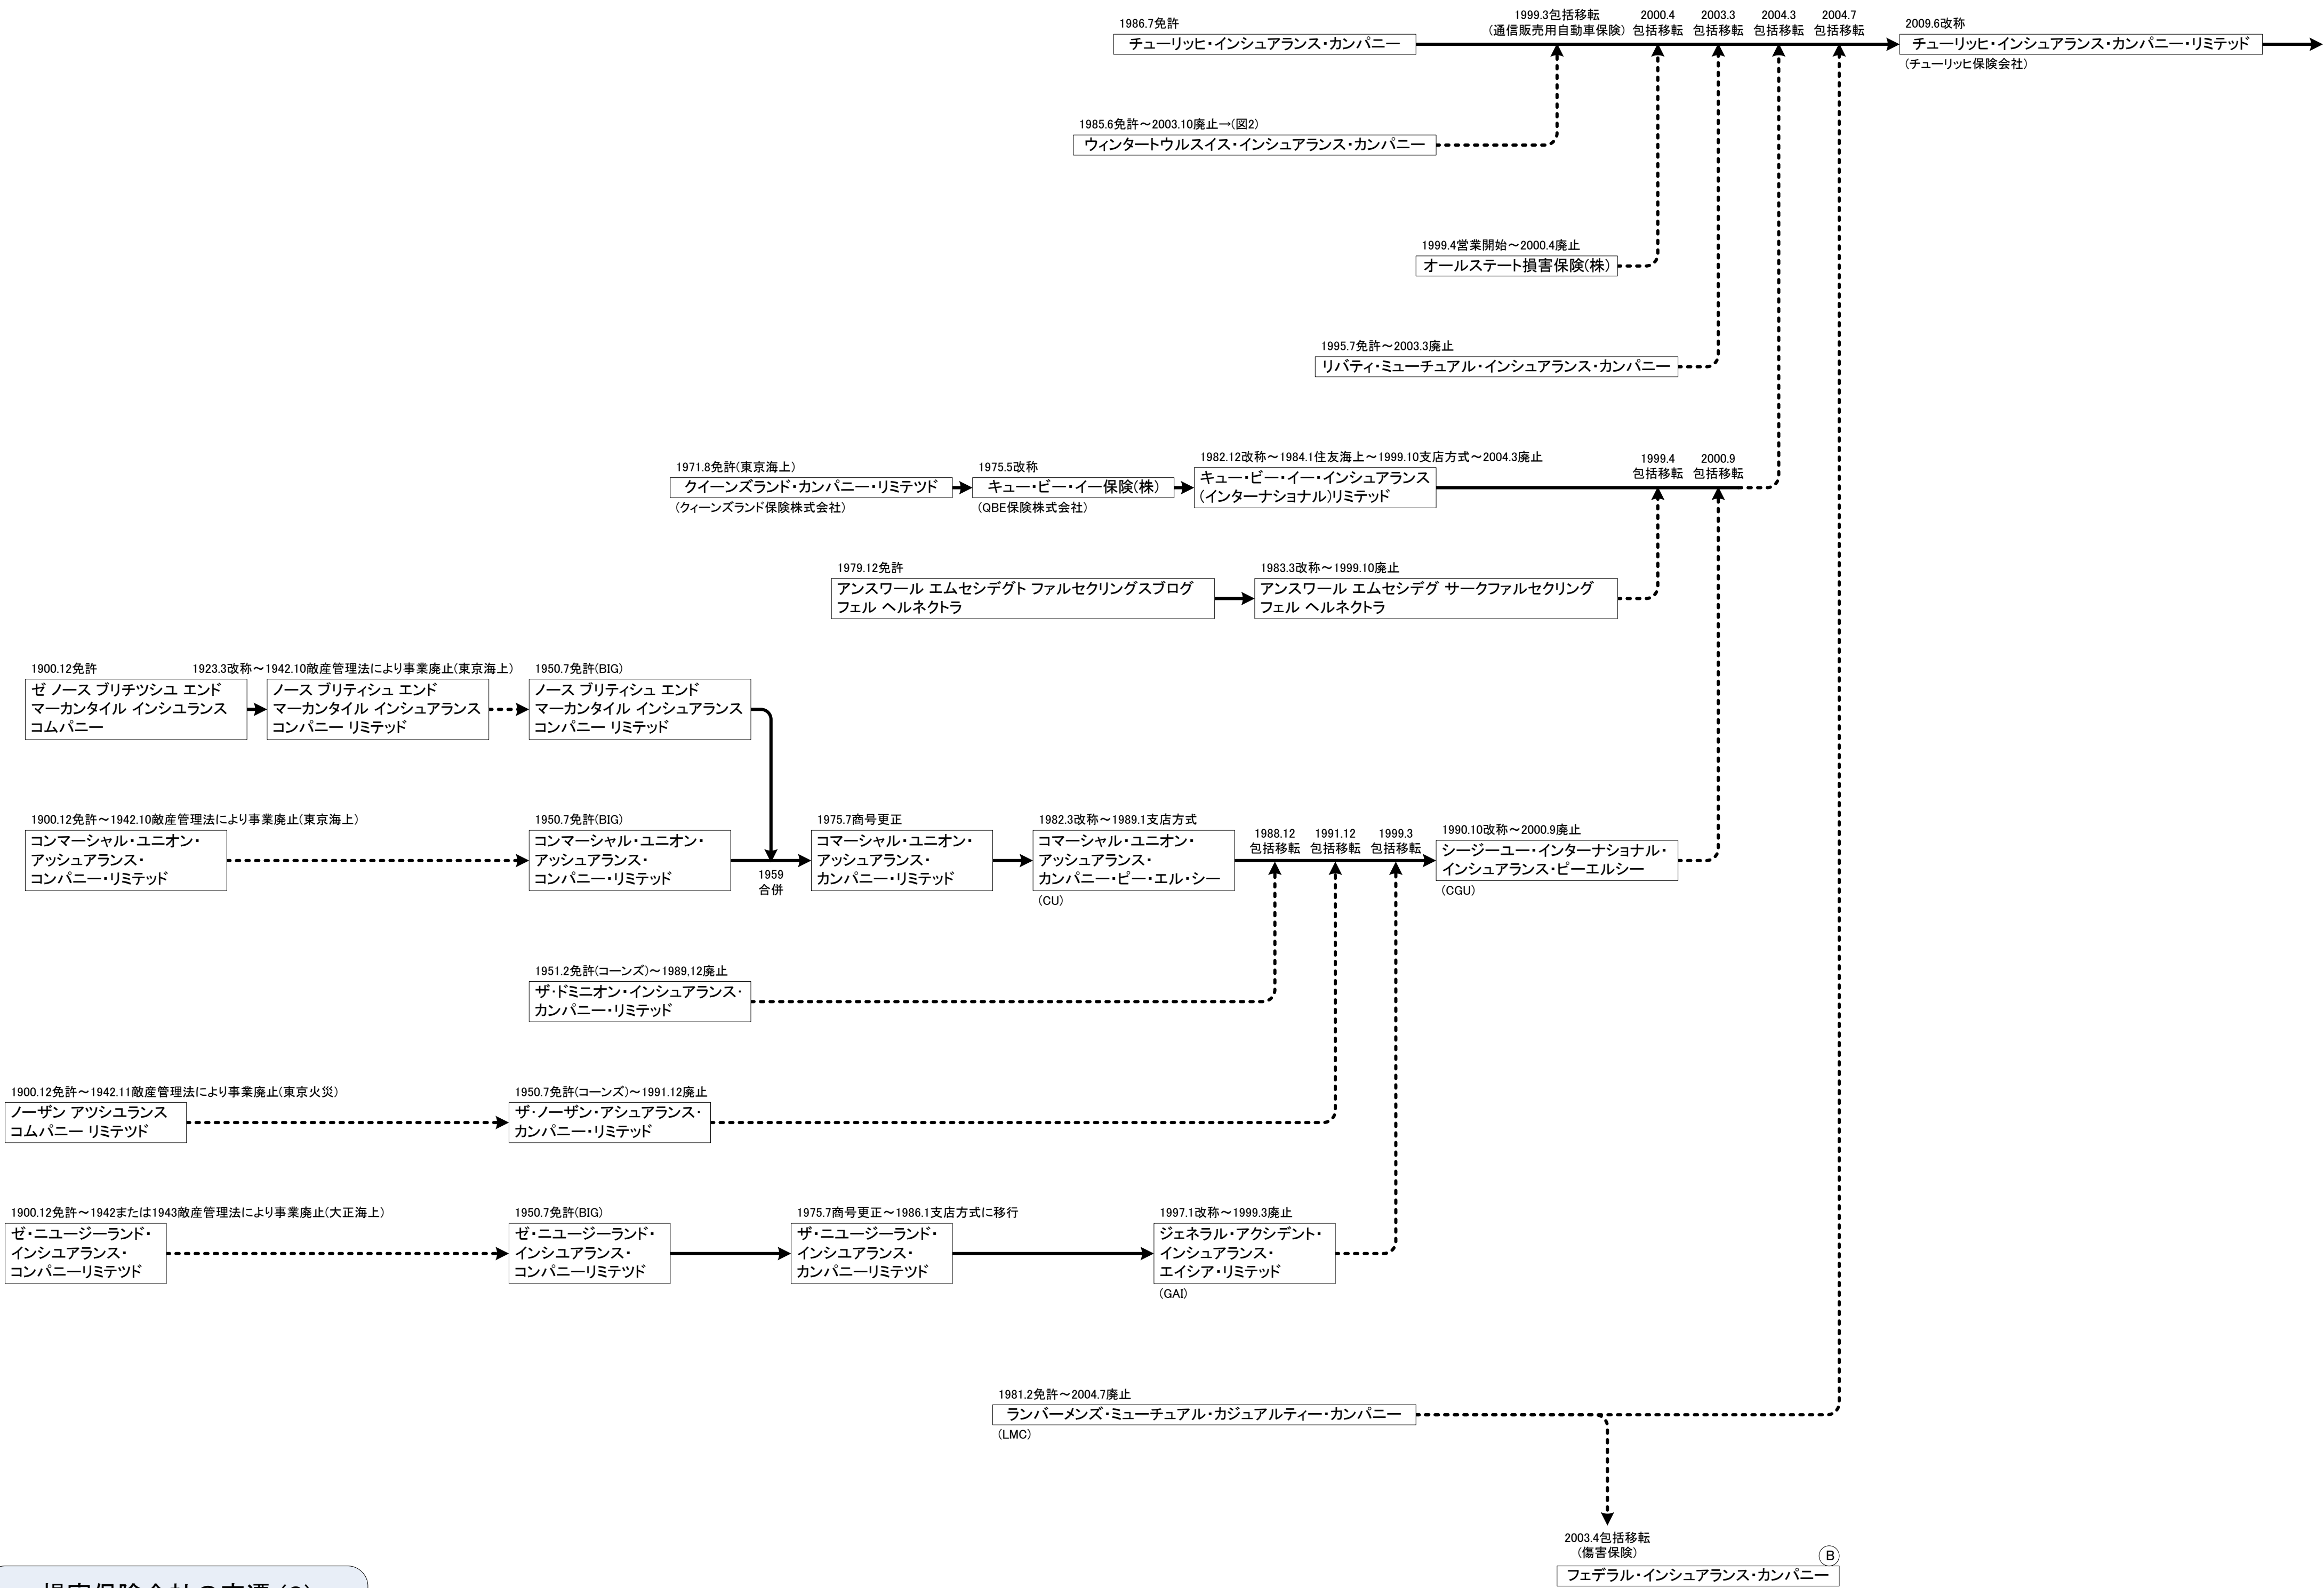 1986.7免許
チューリッヒ・インシュアランス・カンパニー
1999.3包括移転
(通信販売用自動車保険)
2000.4
包括移転
2003.3
包括移転
2004.3
包括移転
2004.7
包括移転
2009.6改称
チューリッヒ・インシュアランス・カンパニー・リミテッド
(チューリッヒ保険会社)
1985.6免許～2003.10廃止→(図2)
ウィンタートウルスイス・インシュアランス・カンパニー
1999.4営業開始～2000.4廃止
オールステート損害保険(株)
1995.7免許～2003.3廃止
リバティ・ミューチュアル・インシュアランス・カンパニー
1971.8免許(東京海上)
クイーンズランド・カンパニー・リミテツド
(クィーンズランド保険株式会社)
1975.5改称
キュー・ビー・イー保険(株)
(QBE保険株式会社)
1982.12改称～1984.1住友海上～1999.10支店方式～2004.3廃止
キュー・ビー・イー・インシュアランス
(インターナショナル)リミテッド
1999.4
包括移転
2000.9
包括移転
1979.12免許
アンスワール エムセシデグト ファルセクリングスブログ
フェル ヘルネクトラ
1983.3改称～1999.10廃止
アンスワール エムセシデグ サークファルセクリング
フェル ヘルネクトラ
1900.12免許
ゼ ノース ブリチツシユ エンド
マーカンタイル インシユランス
コムパニー
1923.3改称～1942.10敵産管理法により事業廃止(東京海上)
ノース ブリティシュ エンド
マーカンタイル インシュアランス
コンパニー リミテッド
1950.7免許(BIG)
ノース ブリティシュ エンド
マーカンタイル インシュアランス
コンパニー リミテッド
1900.12免許～1942.10敵産管理法により事業廃止(東京海上)
コンマーシャル・ユニオン・
アッシュアランス・
コンパニー・リミテッド
1950.7免許(BIG)
コンマーシャル・ユニオン・
アッシュアランス・
コンパニー・リミテッド
1959
合併
1975.7商号更正
コマーシャル・ユニオン・
アッシュアランス・
カンパニー・リミテッド
1982.3改称～1989.1支店方式
コマーシャル・ユニオン・
アッシュアランス・
カンパニー・ピー・エル・シー
(CU)
1988.12
包括移転
1991.12
包括移転
1999.3
包括移転
1990.10改称～2000.9廃止
シージーユー・インターナショナル・
インシュアランス・ピーエルシー
(CGU)
1951.2免許(コーンズ)～1989,12廃止
ザ・ドミニオン・インシュアランス・
カンパニー・リミテッド
1900.12免許～1942.11敵産管理法により事業廃止(東京火災)
ノーザン アツシユランス
コムパニー リミテツド
1950.7免許(コーンズ)～1991.12廃止
ザ・ノーザン・アシュアランス・
カンパニー・リミテッド
1900.12免許～1942または1943敵産管理法により事業廃止(大正海上)
ゼ・ニュージーランド・
インシユアランス・
コンパニーリミテツド
1950.7免許(BIG)
ゼ・ニュージーランド・
インシユアランス・
コンパニーリミテツド
1975.7商号更正～1986.1支店方式に移行
ザ・ニュージーランド・
インシュアランス・
カンパニーリミテツド
1997.1改称～1999.3廃止
ジェネラル・アクシデント・
インシュアランス・
エイシア・リミテッド
(GAI)
1981.2免許～2004.7廃止
ランバーメンズ・ミューチュアル・カジュアルティー・カンパニー
(LMC)
2003.4包括移転
(傷害保険)
B
フェデラル・インシュアランス・カンパニー
損害保険会社の変遷(3)